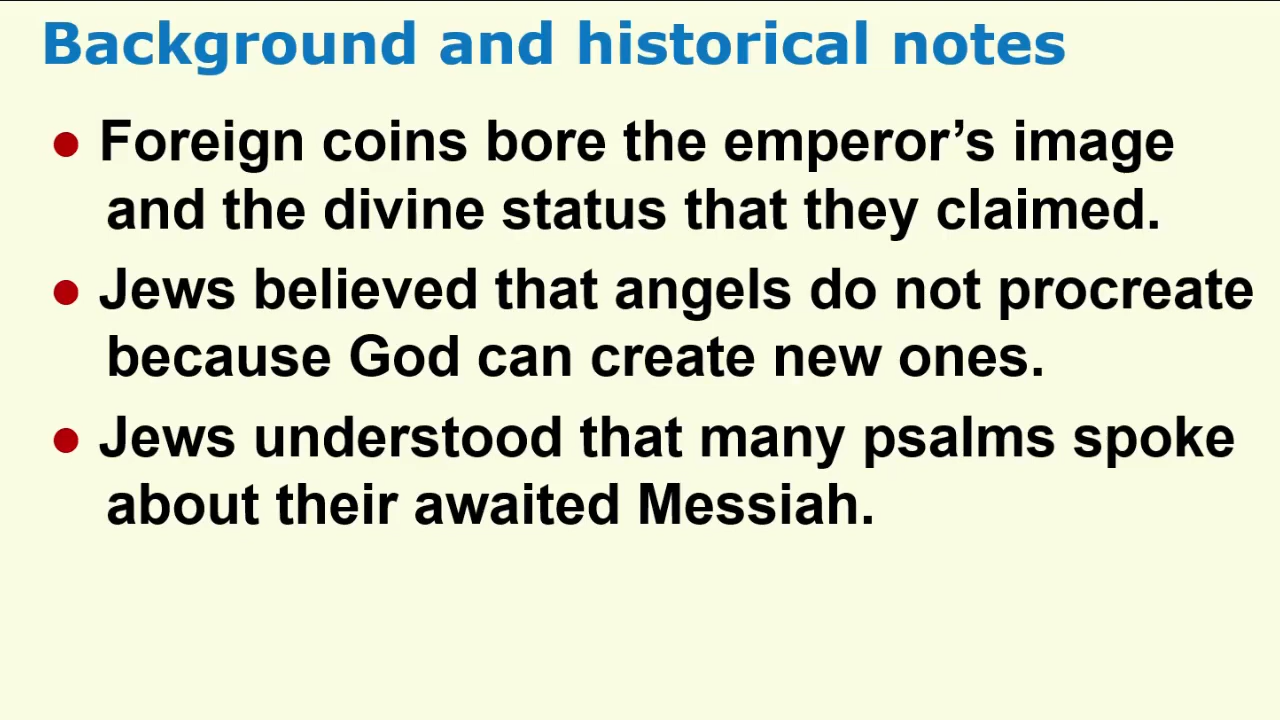 Background and historical notes
● Foreign coins bore the emperor’s image
and the divine status that they claimed.
● Jews believed that angels do not procreate
because God can create new ones.
● Jews understood that many psalms spoke
about their awaited Messiah.